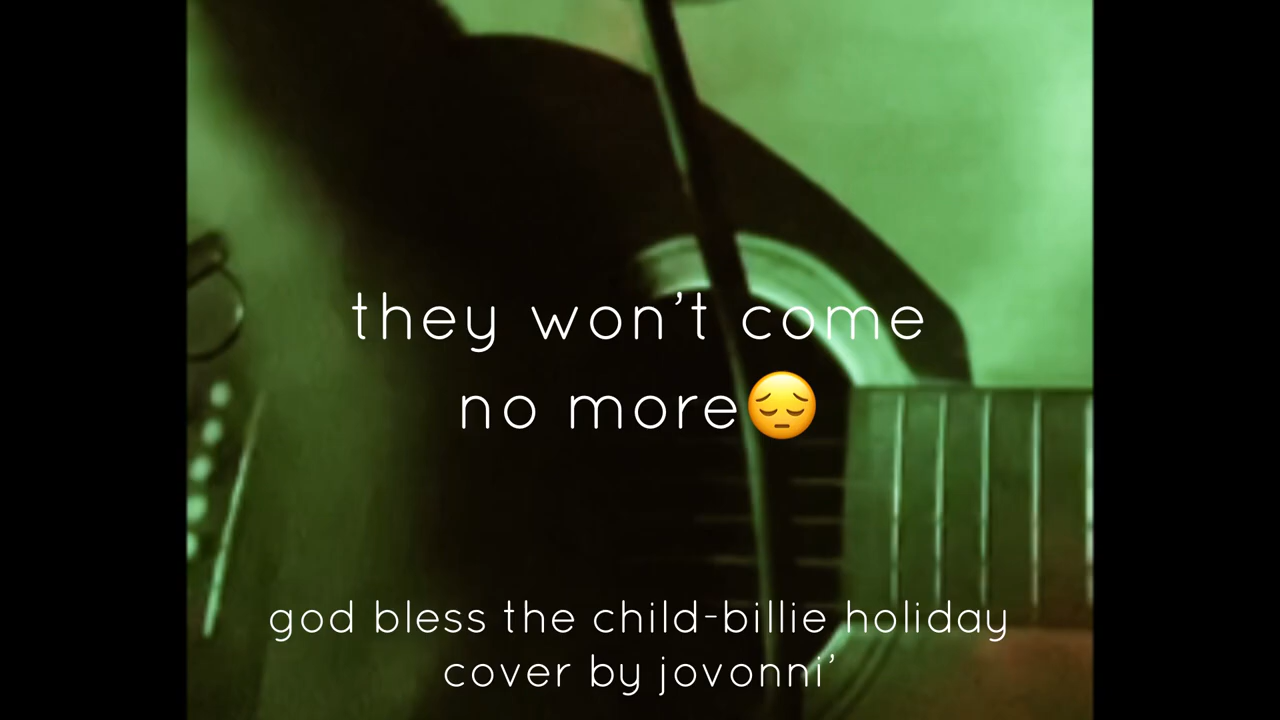 they won’t come
no more😔
god bless the child-billie holiday
cover by jovonni’